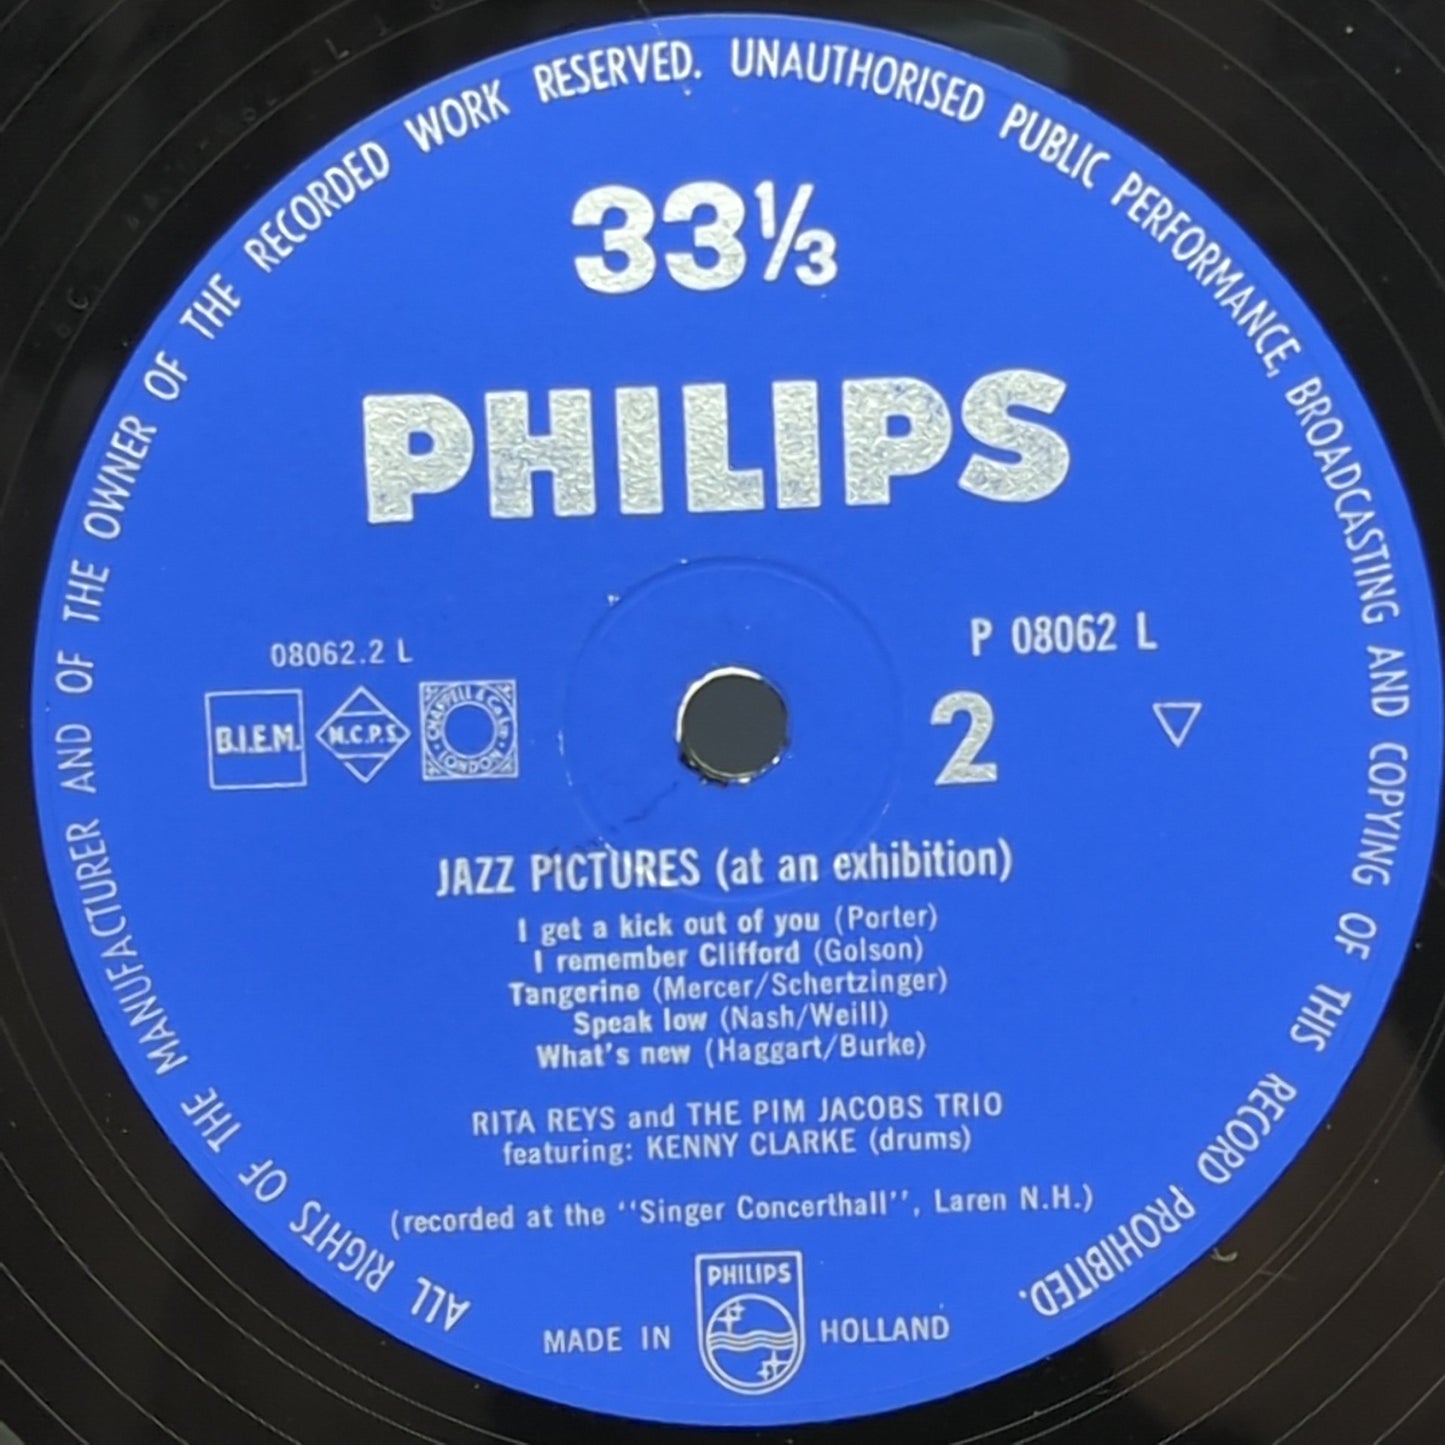 ALL RIGHTS OF THE MANUFACTURER AND OF THE OWNER OF THE RECORDED WORK RESERVED. UNAUTHORISED PUBLIC PERFORMANCE, BROADCASTING AND COPYING OF THIS RECORD PROHIBITED.
33⅓
PHILIPS
08062.2 L
P 08062 L
B.I.E.M.
M.C.P.S.
CHAPPELL & Co Ltd
LONDON
2
JAZZ PICTURES (at an exhibition)
I get a kick out of you (Porter)
I remember Clifford (Golson)
Tangerine (Mercer/Schertzinger)
Speak low (Nash/Weill)
What's new (Haggart/Burke)
RITA REYS and THE PIM JACOBS TRIO
featuring: KENNY CLARKE (drums)
(recorded at the "Singer Concerthall", Laren N.H.)
PHILIPS
MADE IN HOLLAND